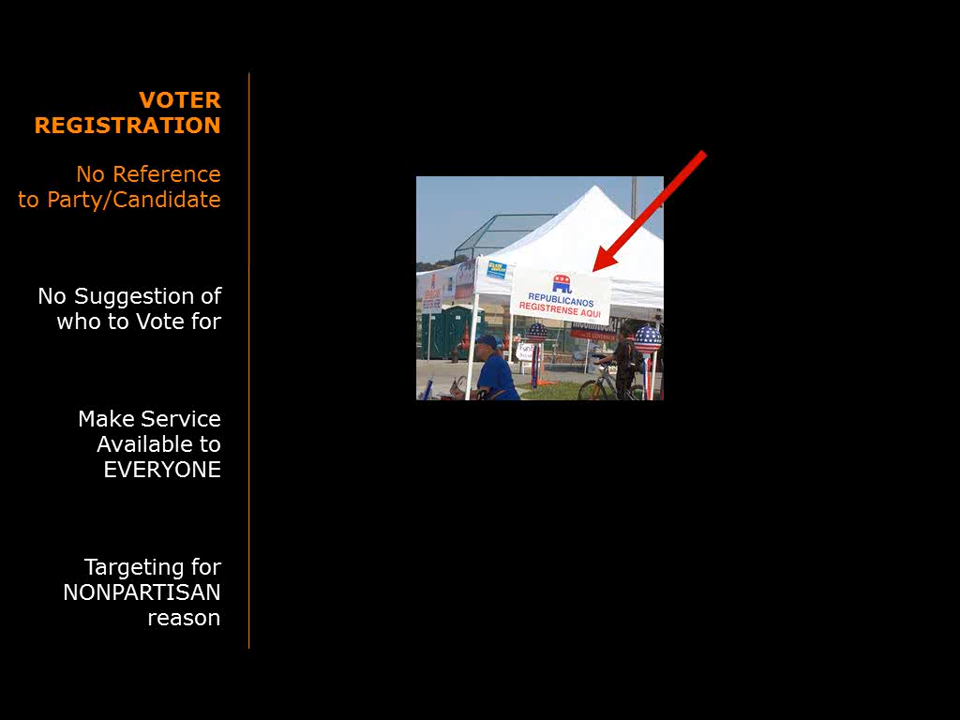 VOTER
REGISTRATION
No Reference
to Party/Candidate
No Suggestion of
who to Vote for
Make Service
Available to
EVERYONE
Targeting for
NONPARTISAN
reason
REPUBLICANOS
REGISTRENSE AQUI